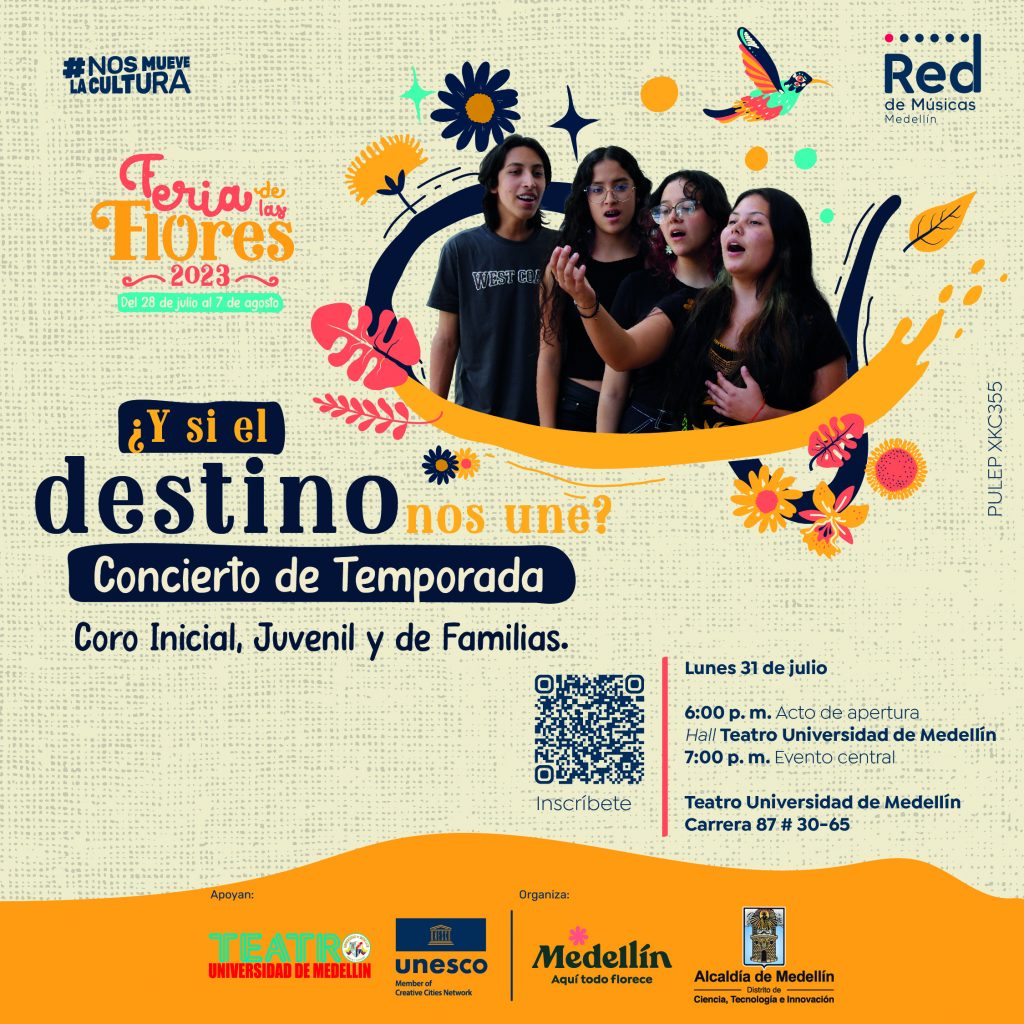 #NOS MUEVE
LA CULTURA
Red
de Músicas
Medellín
Feria de
las
Flores
2023
Del 28 de julio al 7 de agosto
WEST COA
PULEP XKC355
¿Y si el
destino nos une?
Concierto de Temporada
Coro Inicial, Juvenil y de Familias.
Inscríbete
Lunes 31 de julio
6:00 p. m. Acto de apertura
Hall Teatro Universidad de Medellín
7:00 p. m. Evento central
Teatro Universidad de Medellín
Carrera 87 # 30-65
Apoyan:
TEATRO
UNIVERSIDAD DE MEDELLIN
unesco
Member of
Creative Cities Network
Organiza:
Medellín
Aquí todo florece
Alcaldía de Medellín
Distrito de
Ciencia, Tecnología e Innovación